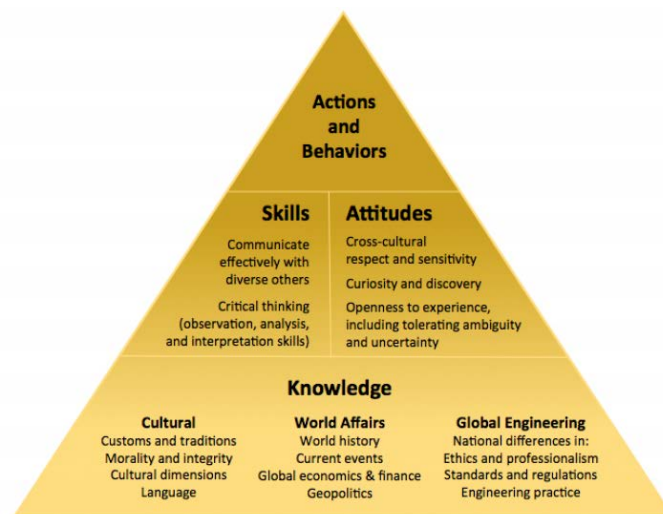 Actions
and
Behaviors
Skills
Communicate
effectively with
diverse others
Critical thinking
(observation, analysis,
and interpretation skills)
Attitudes
Cross-cultural
respect and sensitivity
Curiosity and discovery
Openness to experience,
including tolerating ambiguity
and uncertainty
Knowledge
Cultural
Customs and traditions
Morality and integrity
Cultural dimensions
Language
World Affairs
World history
Current events
Global economics & finance
Geopolitics
Global Engineering
National differences in:
Ethics and professionalism
Standards and regulations
Engineering practice